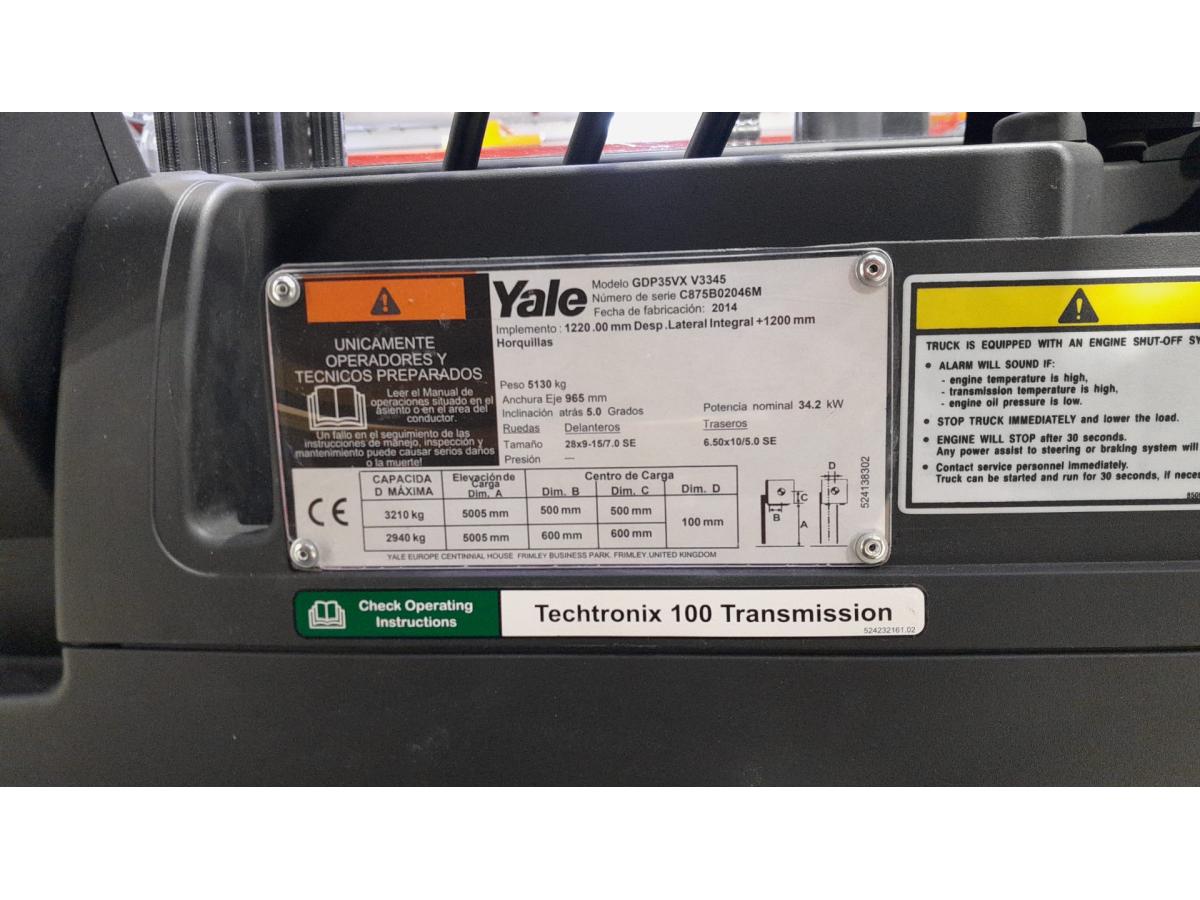 UNICAMENTE
OPERADORES Y
TECNICOS PREPARADOS
Leer el Manual de
operaciones situado en el
asiento o en el area del
conductor.
Un fallo en el seguimiento de las
instrucciones de manejo, inspección y
mantenimiento puede causar serios daños
o la muerte!
Yale
Modelo GDP35VX V3345
Número de serie C875B02046M
Fecha de fabricación: 2014
Implemento : 1220.00 mm Desp.Lateral Integral +1200 mm
Horquillas
Peso 5130 kg
Anchura Eje 965 mm
Inclinación atrás 5.0 Grados
Potencia nominal 34.2 kW
Ruedas Delanteros Traseros
Tamaño 28x9-15/7.0 SE 6.50x10/5.0 SE
Presión —
CE
CAPACIDA
D MÁXIMA
Elevación de
Carga
Dim. A
Centro de Carga
Dim. B Dim. C Dim. D
3210 kg 5005 mm 500 mm 500 mm
100 mm
2940 kg 5005 mm 600 mm 600 mm
D
C
B
A
524138302
YALE EUROPE CENTINNIAL HOUSE FRIMLEY BUSINESS PARK, FRIMLEY, UNITED KINGDOM
Check Operating
Instructions
Techtronix 100 Transmission
524232161.02
TRUCK IS EQUIPPED WITH AN ENGINE SHUT-OFF SY
• ALARM WILL SOUND IF:
- engine temperature is high,
- transmission temperature is high,
- engine oil pressure is low.
• STOP TRUCK IMMEDIATELY and lower the load.
• ENGINE WILL STOP after 30 seconds.
Any power assist to steering or braking system will
• Contact service personnel immediately.
Truck can be started and run for 30 seconds, if neces